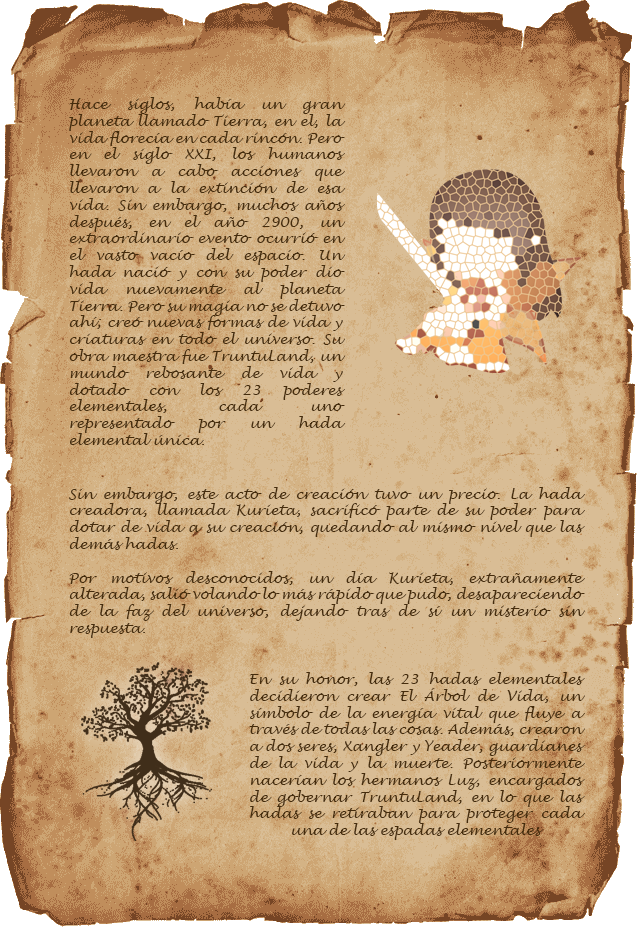 Hace siglos, había un gran
planeta llamado Tierra, en el, la
vida florecía en cada rincón. Pero
en el siglo XXI, los humanos
llevaron a cabo acciones que
llevaron a la extinción de esa
vida. Sin embargo, muchos años
después, en el año 2900, un
extraordinario evento ocurrió en
el vasto vacío del espacio. Un
hada nació y con su poder dio
vida nuevamente al planeta
Tierra. Pero su magia no se detuvo
ahí; creó nuevas formas de vida y
criaturas en todo el universo. Su
obra maestra fue TruntuLand, un
mundo rebosante de vida y
dotado con los 23 poderes
elementales, cada uno
representado por un hada
elemental única.
Sin embargo, este acto de creación tuvo un precio. La hada
creadora, llamada Kurieta, sacrificó parte de su poder para
dotar de vida a su creación, quedando al mismo nivel que las
demás hadas.
Por motivos desconocidos, un día Kurieta, extrañamente
alterada, salió volando lo más rápido que pudo, desapareciendo
de la faz del universo, dejando tras de sí un misterio sin
respuesta.
En su honor, las 23 hadas elementales
decidieron crear El Árbol de Vida, un
símbolo de la energía vital que fluye a
través de todas las cosas. Además, crearon
a dos seres, Xangler y Yeader, guardianes
de la vida y la muerte. Posteriormente
nacerían los hermanos Luz, encargados
de gobernar TruntuLand, en lo que las
hadas se retiraban para proteger cada
una de las espadas elementales